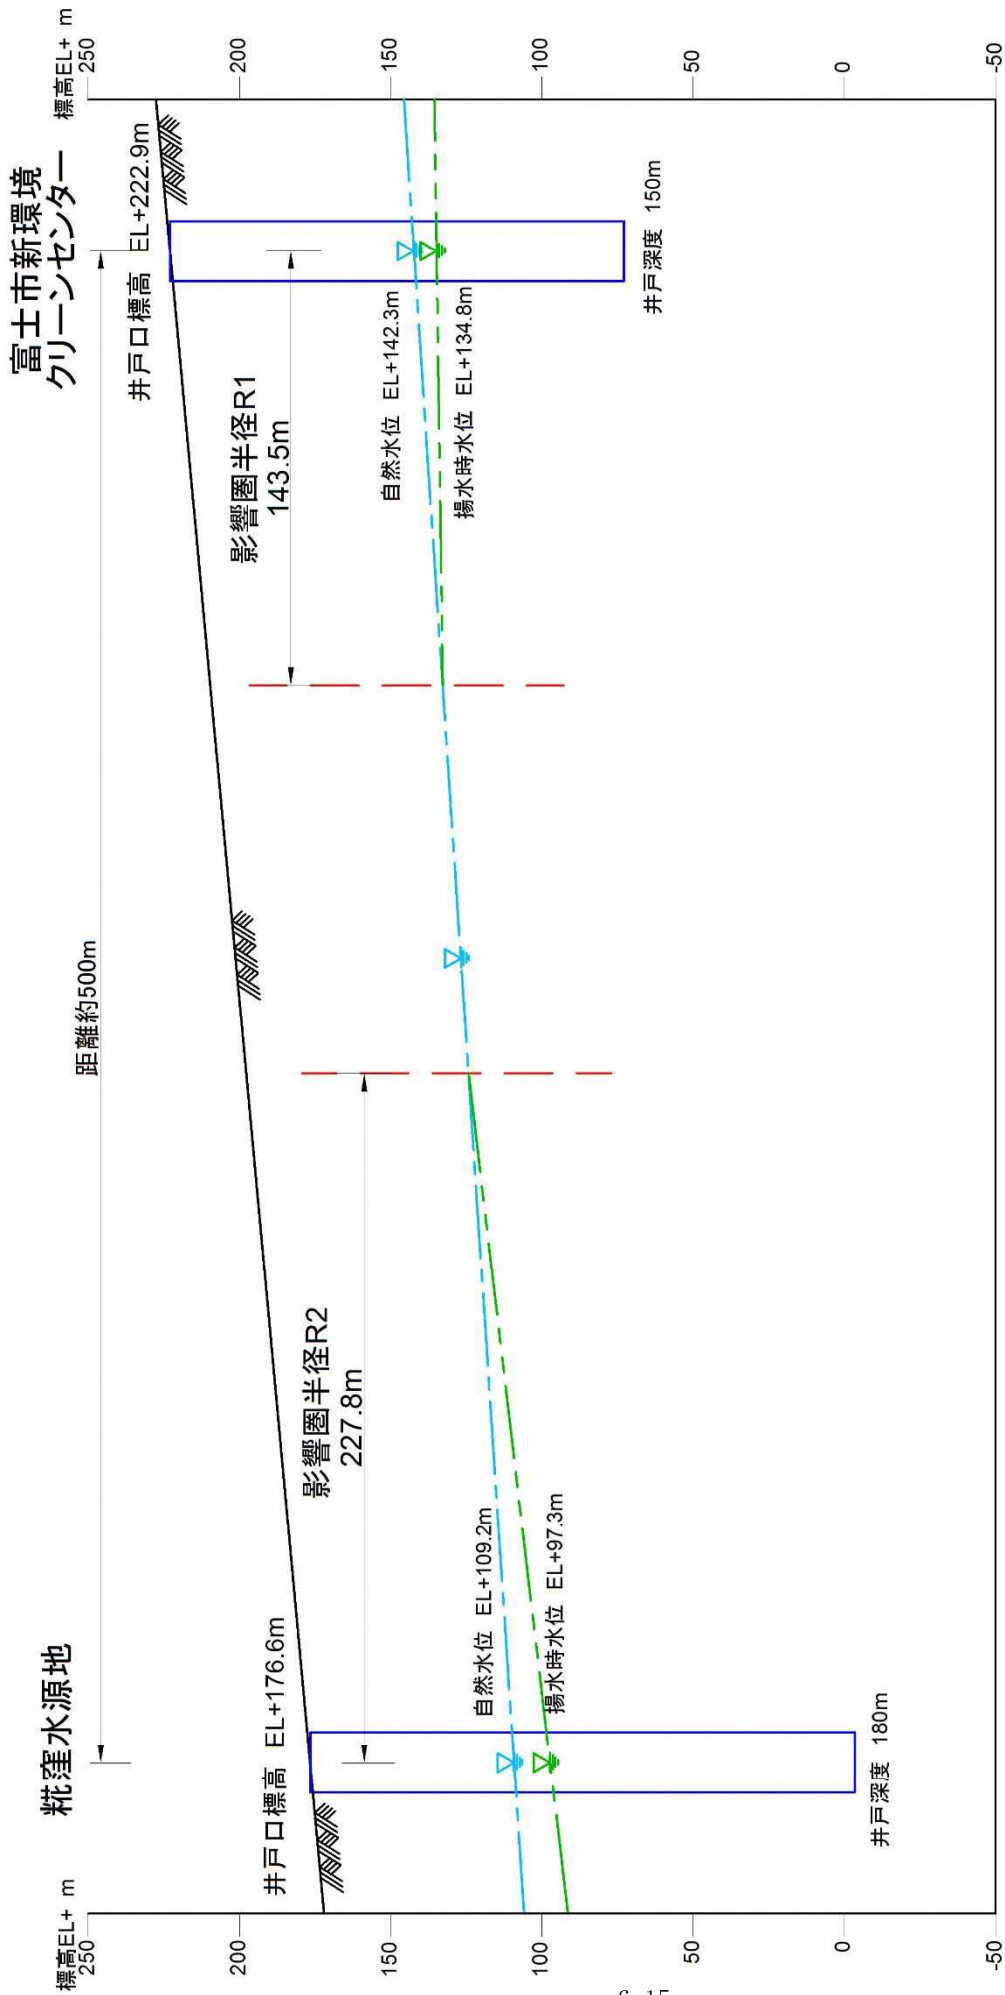 糀窪水源地
富士市新環境
クリーンセンター
標高EL+ m
250
200
150
100
50
0
-50
標高EL+ m
250
200
150
100
50
0
-50
距離約500m
井戸口標高 EL+176.6m
井戸口標高 EL+222.9m
影響圏半径R2
227.8m
影響圏半径R1
143.5m
自然水位 EL+109.2m
揚水時水位 EL+97.3m
自然水位 EL+142.3m
揚水時水位 EL+134.8m
井戸深度 180m
井戸深度 150m